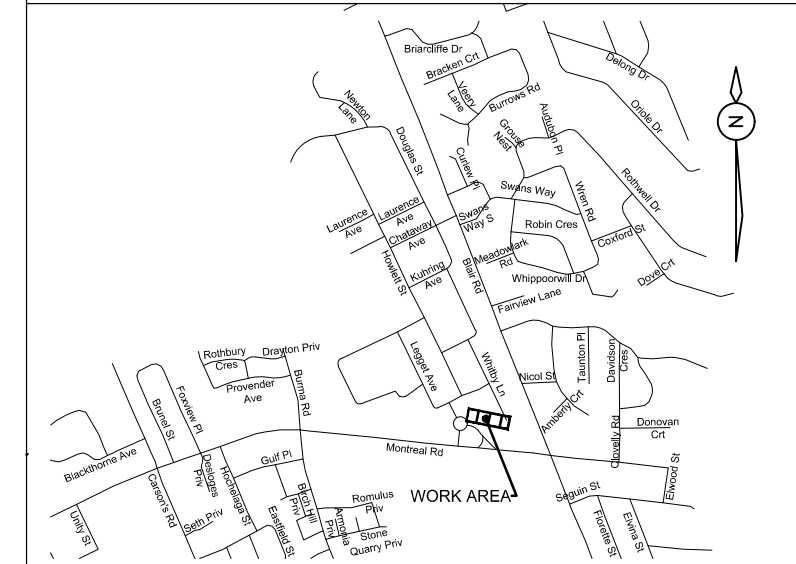 Briarcliffe Dr
Bracken Crt
Delong Dr
Veery
Lane
Burrows Rd
Newton
Lane
Oriole Dr
Audubon Pl
Grouse
Nest
N
Douglas St
Curlew Pl
Swans Way
Wren Rd
Rothwell Dr
Laurence
Ave
Laurence
Ave
Swans
Way S
Robin Cres
Chataway
Ave
Coxford St
Howlett St
Meadowlark
Rd
Kuhring
Ave
Blair Rd
Whippoorwill Dr
Dove Crt
Fairview Lane
Rothbury
Cres
Drayton Priv
Provender
Ave
Burma Rd
Legget Ave
Whitby Ln
Nicol St
Taunton Pl
Davidson
Cres
Foxview Pl
Brunel St
Amberly Crt
Donovan
Crt
Clovelly Rd
Montreal Rd
Blackthorne Ave
Gulf Pl
Desloges
Priv
Hochelaga St
Carson's Rd
Elwood St
Seguin St
WORK AREA
Birch Hill
Priv
Romulus
Priv
Armonia
Priv
Stone
Quarry Priv
Seth Priv
Eastfield St
Unity St
Fiorette St
Elvina St